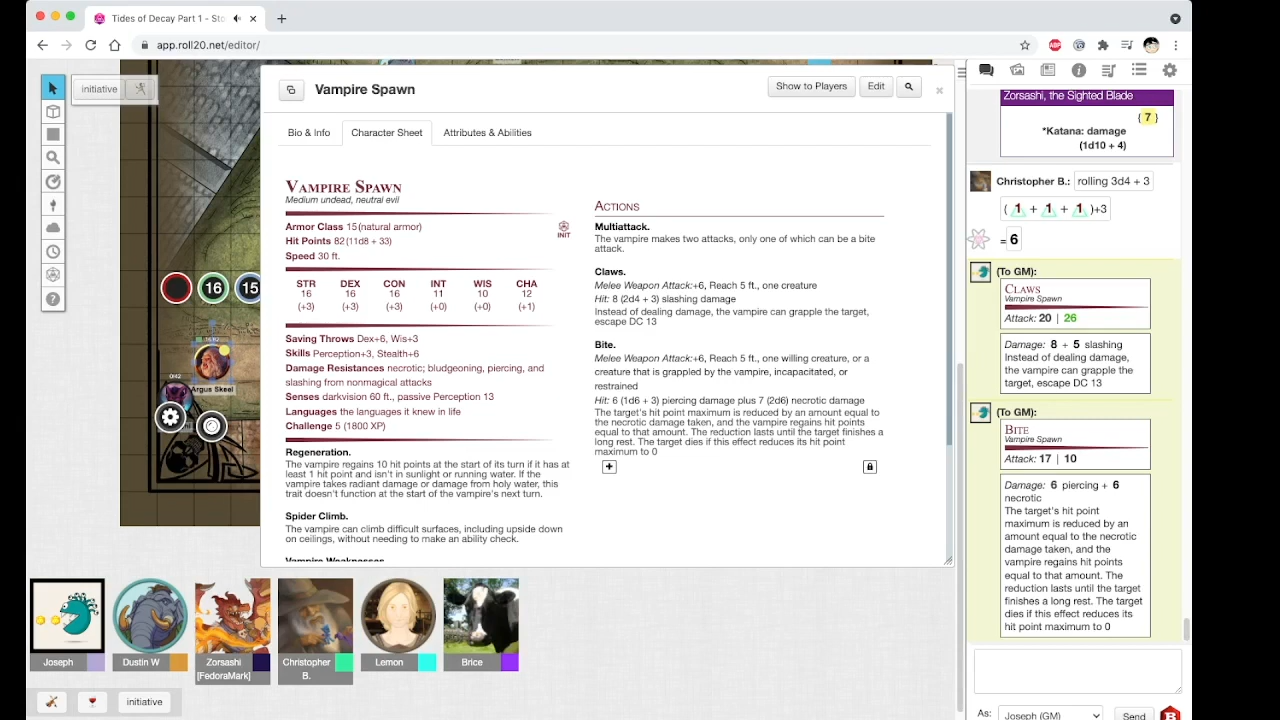 Tides of Decay Part 1 - Sto
app.roll20.net/editor/
ABP
initiative
16
15
Argus Skeel
0/42
Vampire Spawn
Show to Players
Edit
Bio & Info
Character Sheet
Attributes & Abilities
Vampire Spawn
Medium undead, neutral evil
Armor Class 15(natural armor)
Hit Points 82(11d8 + 33)
Speed 30 ft.
INIT
STR DEX CON INT WIS CHA
16 16 16 11 10 12
(+3) (+3) (+3) (+0) (+0) (+1)
Saving Throws Dex+6, Wis+3
Skills Perception+3, Stealth+6
Damage Resistances necrotic; bludgeoning, piercing, and
slashing from nonmagical attacks
Senses darkvision 60 ft., passive Perception 13
Languages the languages it knew in life
Challenge 5 (1800 XP)
Regeneration.
The vampire regains 10 hit points at the start of its turn if it has at
least 1 hit point and isn't in sunlight or running water. If the
vampire takes radiant damage or damage from holy water, this
trait doesn't function at the start of the vampire's next turn.
Spider Climb.
The vampire can climb difficult surfaces, including upside down
on ceilings, without needing to make an ability check.
Vampire Weaknesses
Actions
Multiattack.
The vampire makes two attacks, only one of which can be a bite
attack.
Claws.
Melee Weapon Attack:+6, Reach 5 ft., one creature
Hit: 8 (2d4 + 3) slashing damage
Instead of dealing damage, the vampire can grapple the target,
escape DC 13
Bite.
Melee Weapon Attack:+6, Reach 5 ft., one willing creature, or a
creature that is grappled by the vampire, incapacitated, or
restrained
Hit: 6 (1d6 + 3) piercing damage plus 7 (2d6) necrotic damage
The target's hit point maximum is reduced by an amount equal to
the necrotic damage taken, and the vampire regains hit points
equal to that amount. The reduction lasts until the target finishes a
long rest. The target dies if this effect reduces its hit point
maximum to 0
Zorsashi, the Sighted Blade
{ 7 }
*Katana: damage
(1d10 + 4)
Christopher B.: rolling 3d4 + 3
( 1 + 1 + 1 )+3
= 6
(To GM):
Claws
Vampire Spawn
Attack: 20 | 26
Damage: 8 + 5 slashing
Instead of dealing damage,
the vampire can grapple the
target, escape DC 13
(To GM):
Bite
Vampire Spawn
Attack: 17 | 10
Damage: 6 piercing + 6
necrotic
The target's hit point
maximum is reduced by an
amount equal to the necrotic
damage taken, and the
vampire regains hit points
equal to that amount. The
reduction lasts until the target
finishes a long rest. The target
dies if this effect reduces its
hit point maximum to 0
As: Joseph (GM)
Send
Joseph
Dustin W
Zorsashi
[FedoraMark]
Christopher
B.
Lemon
Brice
initiative